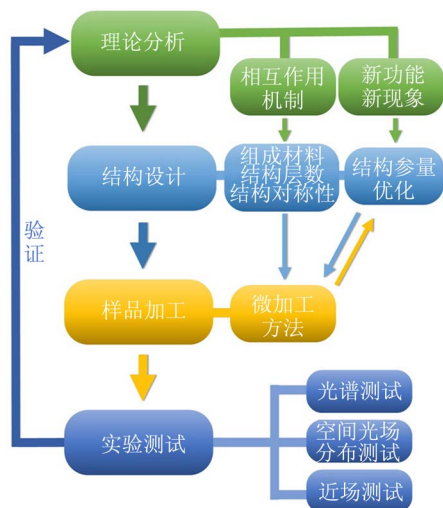 理论分析
相互作用
机制
新功能
新现象
结构设计
组成材料
结构层数
结构对称性
结构参量
优化
验证
样品加工
微加工
方法
实验测试
光谱测试
空间光场
分布测试
近场测试